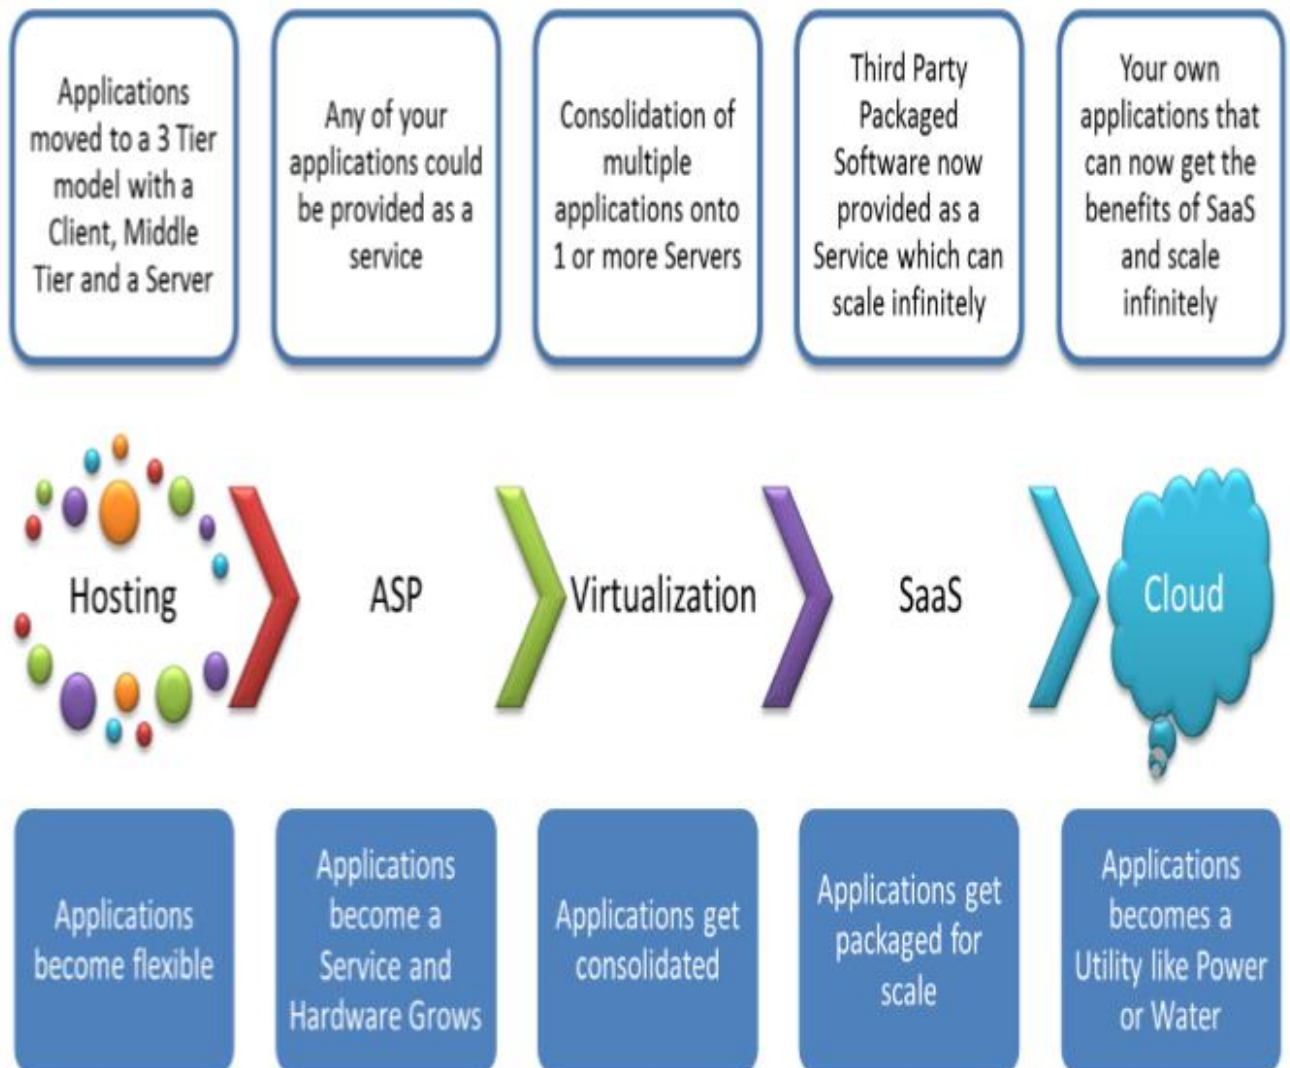 Applications
moved to a 3 Tier
model with a
Client, Middle
Tier and a Server
Any of your
applications could
be provided as a
service
Consolidation of
multiple
applications onto
1 or more Servers
Third Party
Packaged
Software now
provided as a
Service which can
scale infinitely
Your own
applications that
can now get the
benefits of SaaS
and scale
infinitely
Hosting
ASP
Virtualization
SaaS
Cloud
Applications
become flexible
Applications
become a
Service and
Hardware Grows
Applications get
consolidated
Applications get
packaged for
scale
Applications
becomes a
Utility like Power
or Water